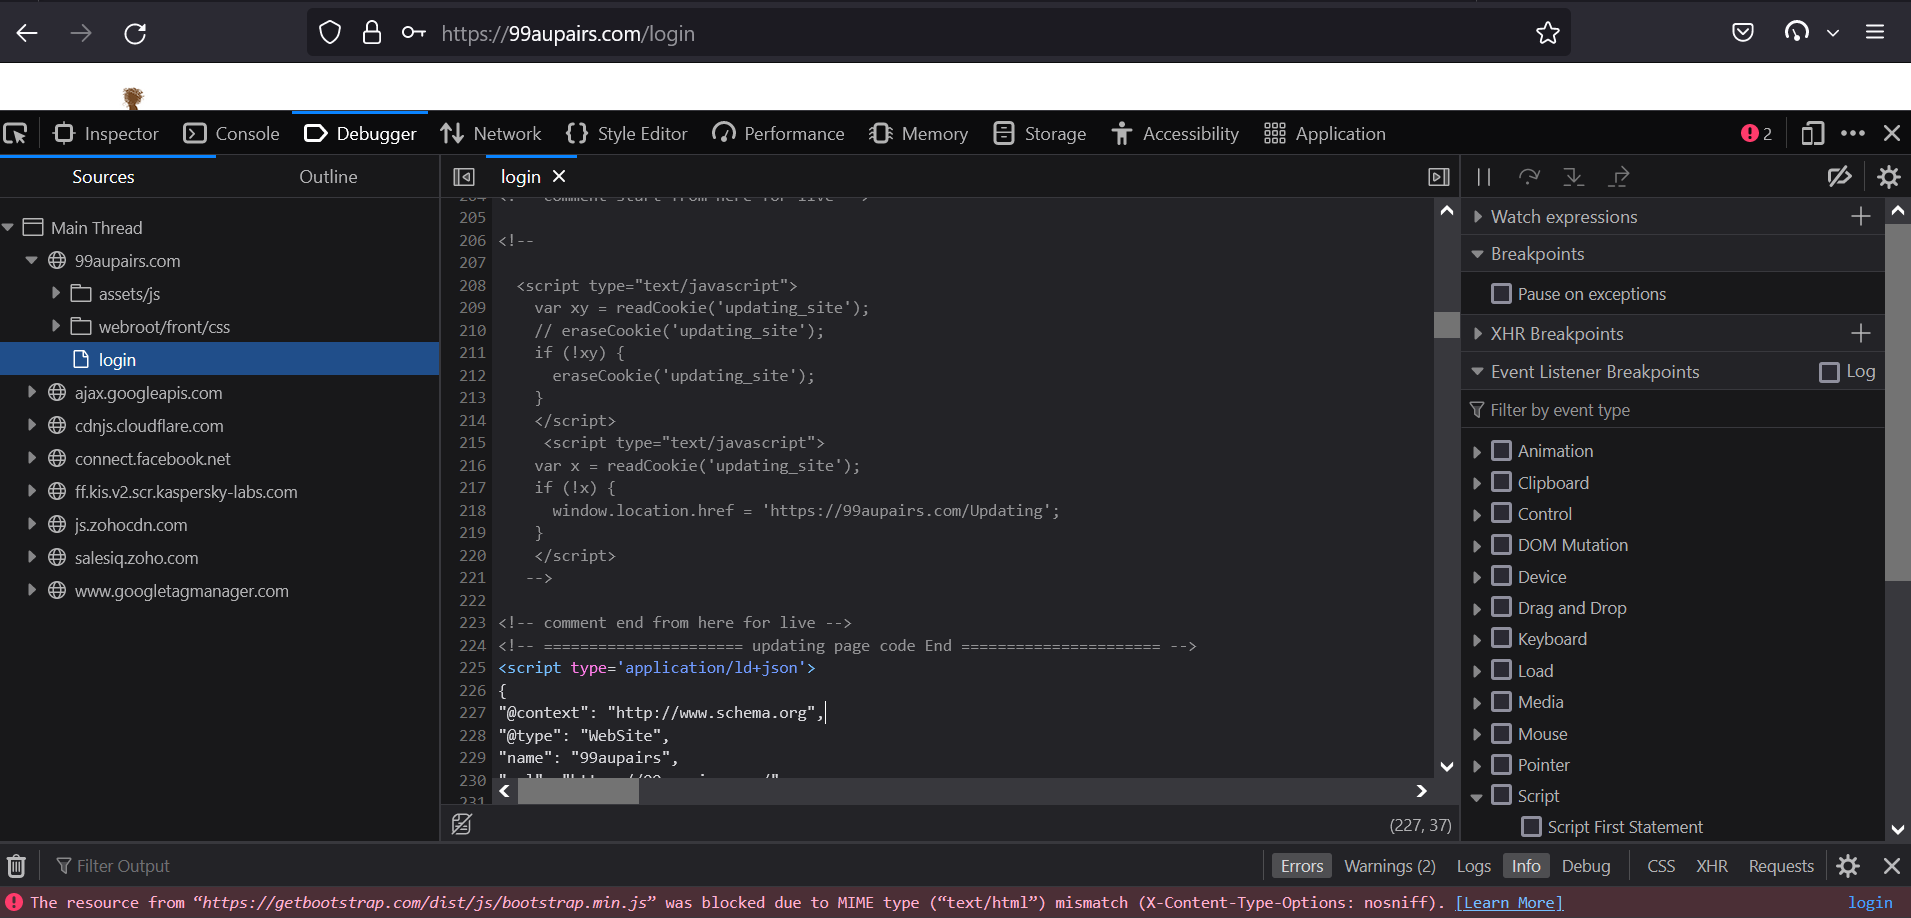 https://99aupairs.com/login
Inspector Console Debugger Network Style Editor Performance Memory Storage Accessibility Application 2
Sources Outline
Main Thread
99aupairs.com
assets/js
webroot/front/css
login
ajax.googleapis.com
cdnjs.cloudflare.com
connect.facebook.net
ff.kis.v2.scr.kaspersky-labs.com
js.zohocdn.com
salesiq.zoho.com
www.googletagmanager.com
login
205
206 <!--
207
208 <script type="text/javascript">
209 var xy = readCookie('updating_site');
210 // eraseCookie('updating_site');
211 if (!xy) {
212 eraseCookie('updating_site');
213 }
214 </script>
215 <script type="text/javascript">
216 var x = readCookie('updating_site');
217 if (!x) {
218 window.location.href = 'https://99aupairs.com/Updating';
219 }
220 </script>
221 -->
222
223 <!-- comment end from here for live -->
224 <!-- ====================== updating page code End ====================== -->
225 <script type='application/ld+json'>
226 {
227 "@context": "http://www.schema.org",
228 "@type": "WebSite",
229 "name": "99aupairs",
230
231
(227, 37)
Watch expressions
Breakpoints
Pause on exceptions
XHR Breakpoints
Event Listener Breakpoints Log
Filter by event type
Animation
Clipboard
Control
DOM Mutation
Device
Drag and Drop
Keyboard
Load
Media
Mouse
Pointer
Script
Script First Statement
Filter Output Errors Warnings (2) Logs Info Debug CSS XHR Requests
The resource from “https://getbootstrap.com/dist/js/bootstrap.min.js” was blocked due to MIME type (“text/html”) mismatch (X-Content-Type-Options: nosniff). [Learn More] login